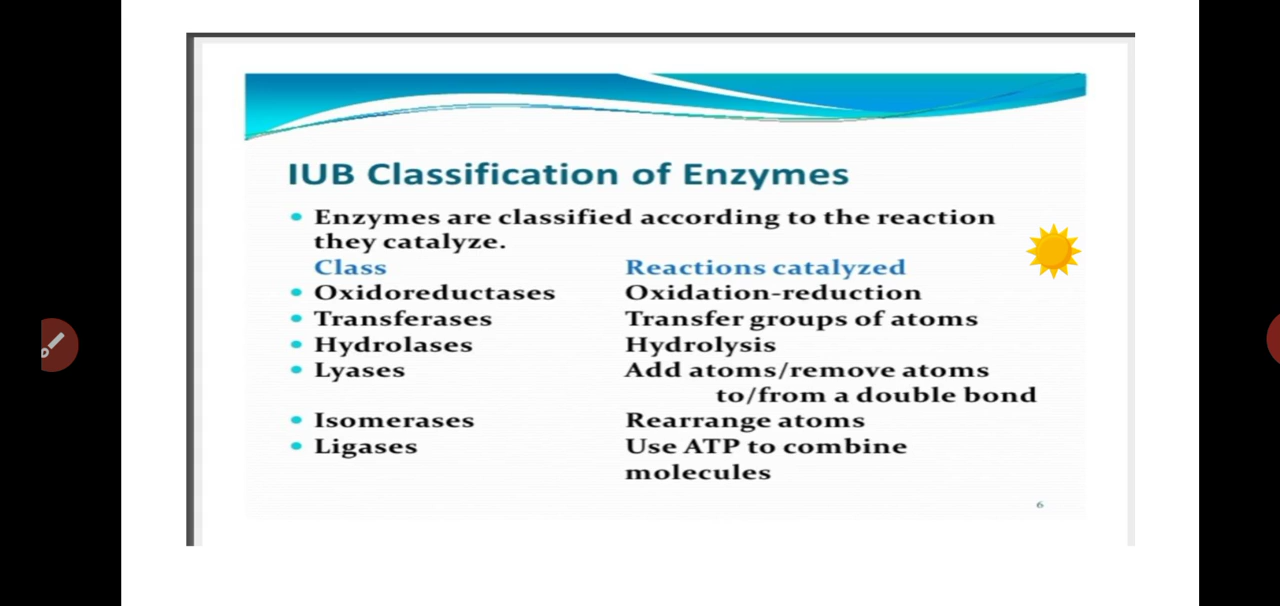 IUB Classification of Enzymes
• Enzymes are classified according to the reaction
they catalyze.
Class Reactions catalyzed
• Oxidoreductases Oxidation-reduction
• Transferases Transfer groups of atoms
• Hydrolases Hydrolysis
• Lyases Add atoms/remove atoms
to/from a double bond
• Isomerases Rearrange atoms
• Ligases Use ATP to combine
molecules
6